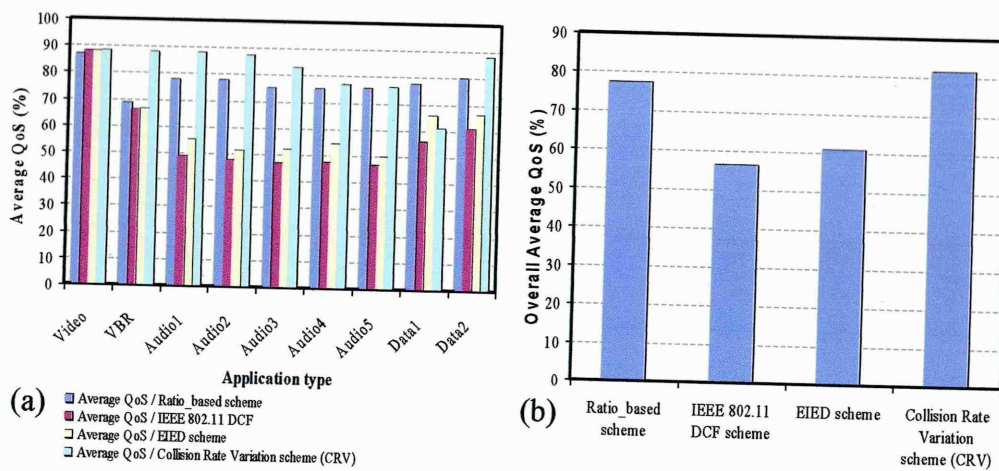 100
90
80
70
60
50
40
30
20
10
0
Average QoS (%)
Video
VBR
Audio1
Audio2
Audio3
Audio4
Audio5
Data1
Data2
Application type
(a)
Average QoS / Ratio_based scheme
Average QoS / IEEE 802.11 DCF
Average QoS / EIED scheme
Average QoS / Collision Rate Variation scheme (CRV)
90
80
70
60
50
40
30
20
10
0
Overall Average QoS (%)
Ratio_based
scheme
IEEE 802.11
DCF scheme
EIED scheme
Collision Rate
Variation
scheme (CRV)
(b)